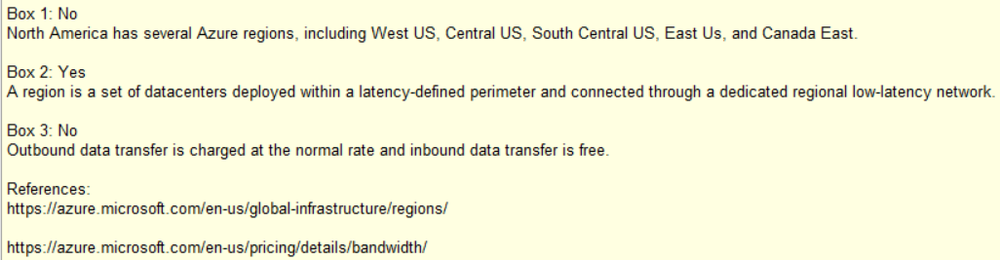 Box 1: No
North America has several Azure regions, including West US, Central US, South Central US, East Us, and Canada East.
Box 2: Yes
A region is a set of datacenters deployed within a latency-defined perimeter and connected through a dedicated regional low-latency network.
Box 3: No
Outbound data transfer is charged at the normal rate and inbound data transfer is free.
References:
https://azure.microsoft.com/en-us/global-infrastructure/regions/
https://azure.microsoft.com/en-us/pricing/details/bandwidth/